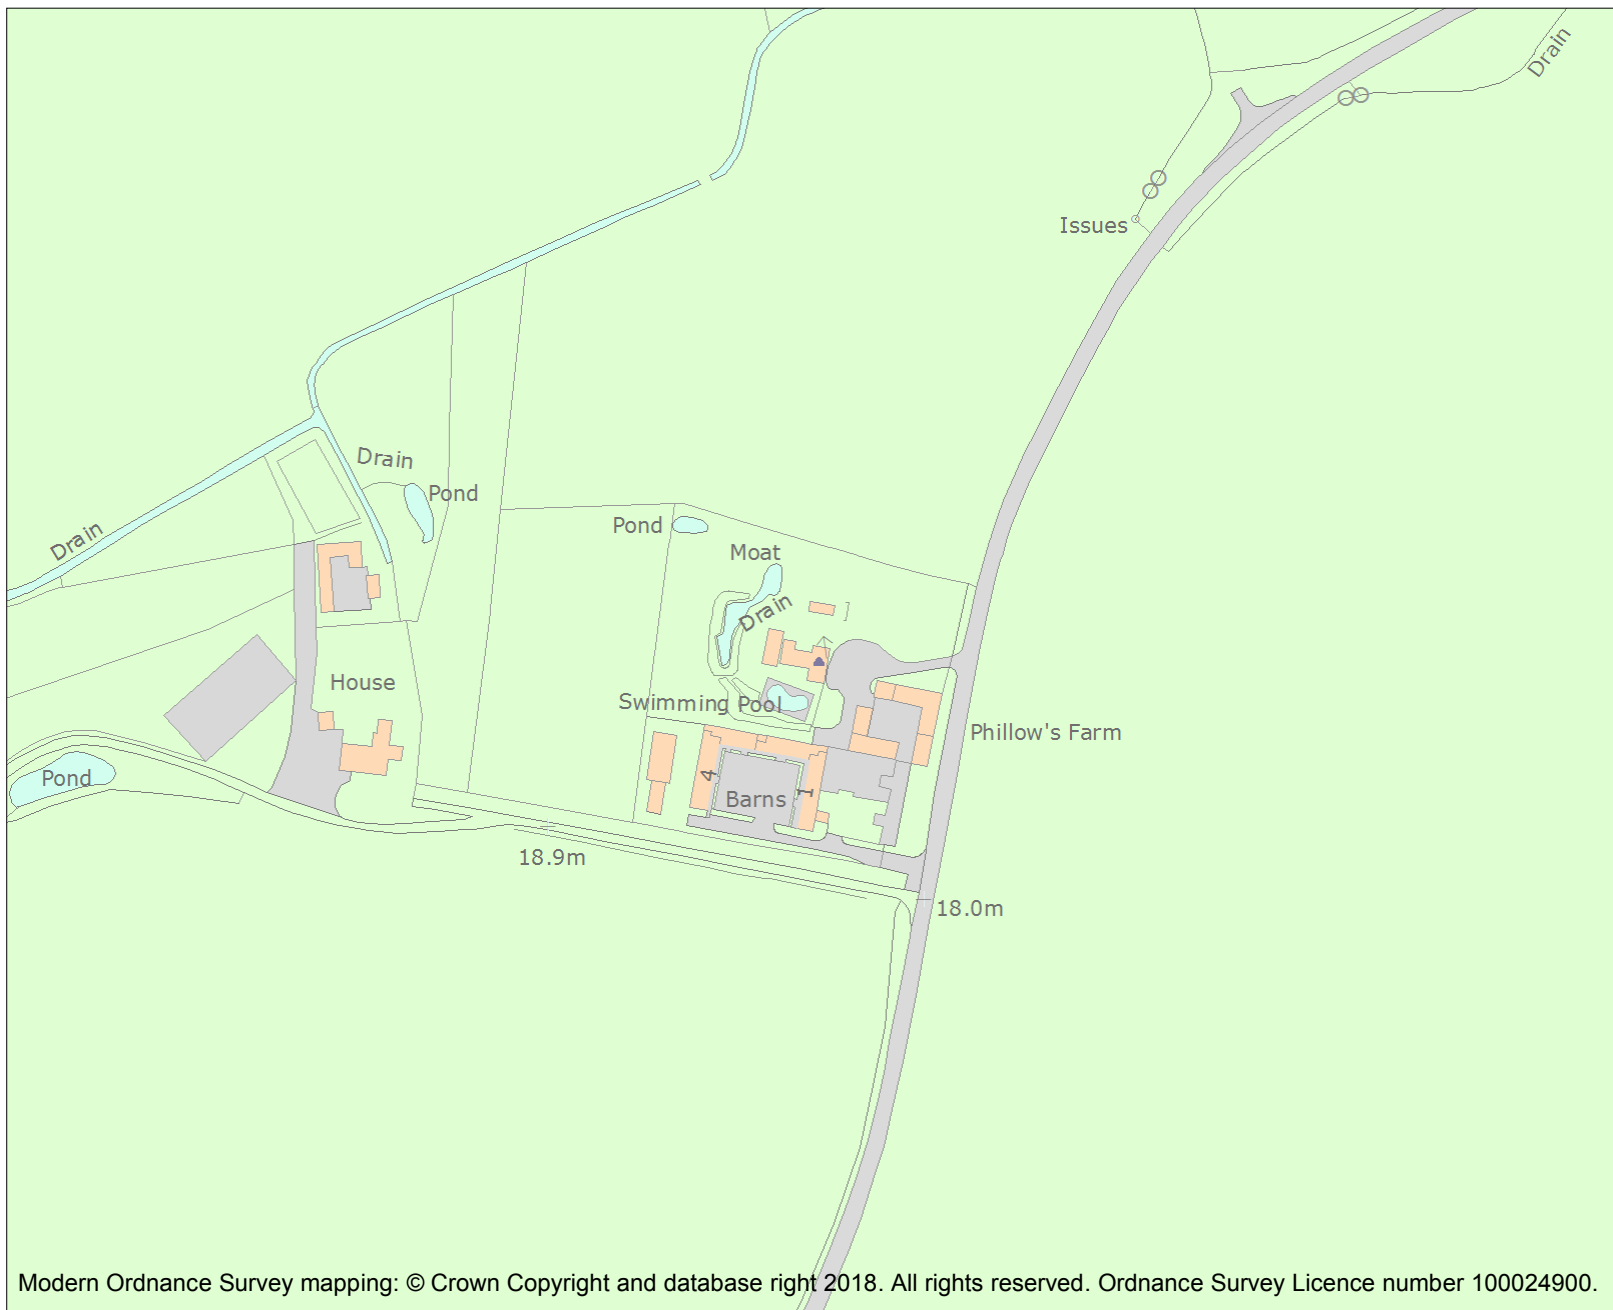 Drain
Issues
Drain
Pond
Pond
Drain
Moat
Drain
House
Swimming Pool
Phillow's Farm
Pond
4
1
Barns
18.9m
18.0m
Modern Ordnance Survey mapping: © Crown Copyright and database right 2018. All rights reserved. Ordnance Survey Licence number 100024900.